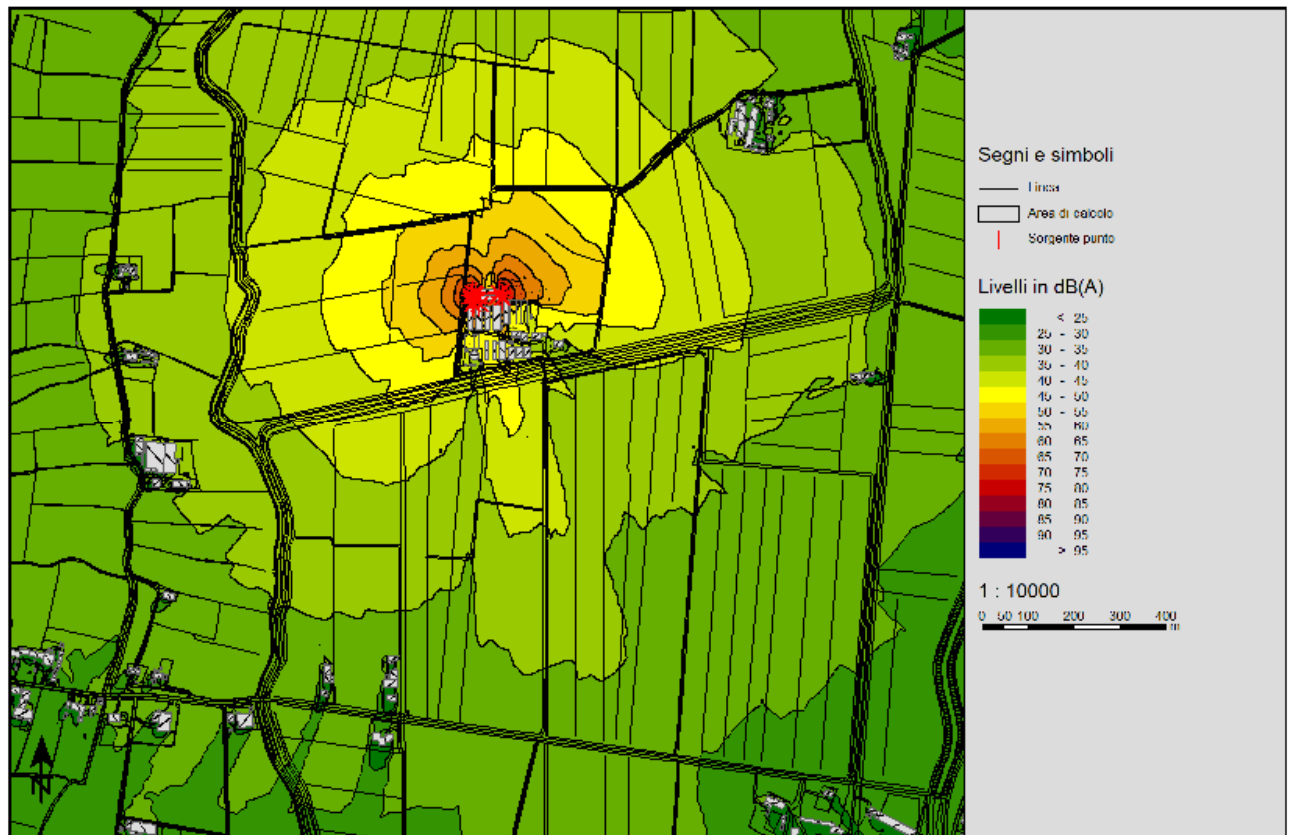 Segni e simboli
Linea
Area di calcolo
Sorgente punto
Livelli in dB(A)
< 25
25 - 30
30 - 35
35 - 40
40 - 45
45 - 50
50 - 55
55 - 60
60 65
65 70
70 75
75 80
80 85
85 90
90 95
> 95
1 : 10000
0 50 100 200 300 400
m
N